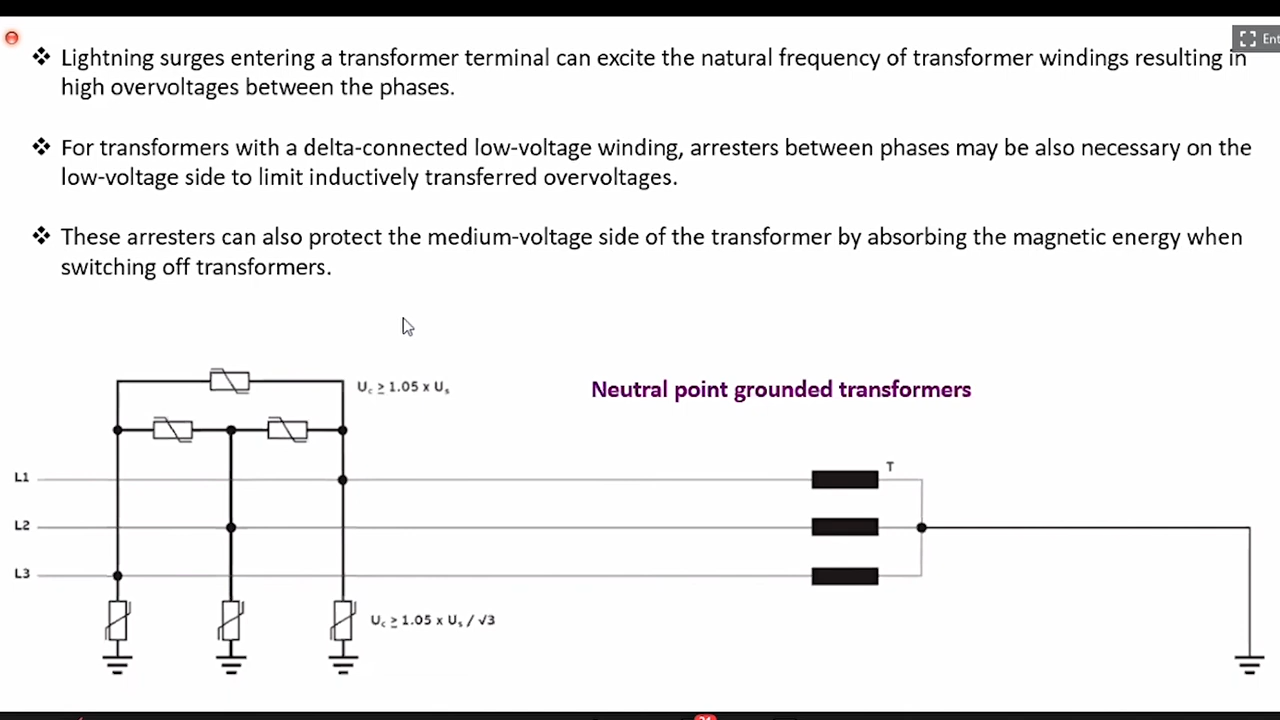 Ent
❖ Lightning surges entering a transformer terminal can excite the natural frequency of transformer windings resulting in
high overvoltages between the phases.
❖ For transformers with a delta-connected low-voltage winding, arresters between phases may be also necessary on the
low-voltage side to limit inductively transferred overvoltages.
❖ These arresters can also protect the medium-voltage side of the transformer by absorbing the magnetic energy when
switching off transformers.
U꜀ ≥ 1.05 x Uₛ
Neutral point grounded transformers
T
L1
L2
L3
U꜀ ≥ 1.05 x Uₛ / √3